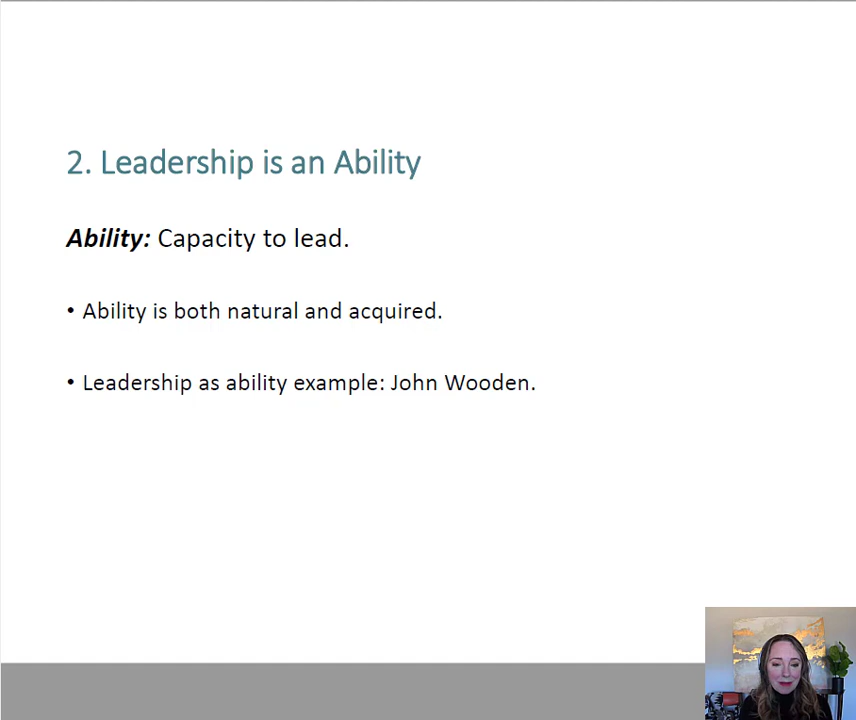 2. Leadership is an Ability
Ability: Capacity to lead.
• Ability is both natural and acquired.
• Leadership as ability example: John Wooden.